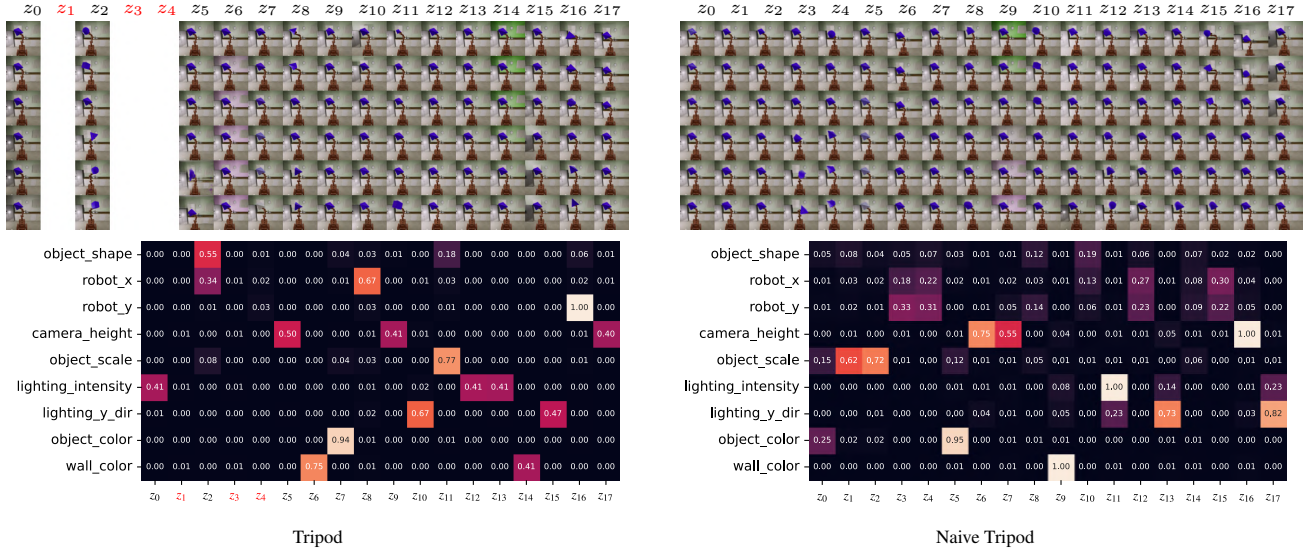 z0 z1 z2 z3 z4 z5 z6 z7 z8 z9 z10 z11 z12 z13 z14 z15 z16 z17
z0 z1 z2 z3 z4 z5 z6 z7 z8 z9 z10 z11 z12 z13 z14 z15 z16 z17
object_shape 0.00 0.00 0.55 0.00 0.01 0.00 0.00 0.04 0.03 0.01 0.00 0.18 0.00 0.00 0.00 0.00 0.06 0.01
robot_x 0.00 0.00 0.34 0.01 0.02 0.00 0.00 0.00 0.67 0.00 0.00 0.01 0.00 0.00 0.00 0.00 0.02 0.01
robot_y 0.00 0.00 0.01 0.00 0.03 0.00 0.00 0.00 0.03 0.00 0.00 0.01 0.00 0.00 0.00 0.00 1.00 0.00
camera_height 0.00 0.01 0.00 0.01 0.00 0.50 0.00 0.00 0.01 0.41 0.01 0.00 0.00 0.00 0.00 0.01 0.00 0.40
object_scale 0.00 0.00 0.08 0.00 0.00 0.00 0.00 0.04 0.03 0.00 0.00 0.77 0.00 0.00 0.00 0.00 0.01 0.00
lighting_intensity 0.41 0.01 0.00 0.00 0.00 0.00 0.00 0.00 0.01 0.00 0.02 0.00 0.41 0.41 0.00 0.01 0.00 0.00
lighting_y_dir 0.01 0.00 0.00 0.01 0.00 0.00 0.00 0.00 0.02 0.00 0.67 0.00 0.00 0.01 0.00 0.47 0.00 0.00
object_color 0.00 0.00 0.00 0.00 0.00 0.00 0.00 0.94 0.01 0.00 0.00 0.01 0.00 0.00 0.00 0.00 0.00 0.00
wall_color 0.00 0.01 0.00 0.01 0.00 0.00 0.75 0.00 0.01 0.00 0.00 0.00 0.00 0.00 0.41 0.00 0.00 0.00
z0 z1 z2 z3 z4 z5 z6 z7 z8 z9 z10 z11 z12 z13 z14 z15 z16 z17
Tripod
object_shape 0.05 0.08 0.04 0.05 0.07 0.03 0.01 0.01 0.12 0.01 0.19 0.01 0.06 0.00 0.07 0.02 0.01 0.00
robot_x 0.01 0.03 0.02 0.18 0.22 0.02 0.00 0.01 0.06 0.01 0.13 0.01 0.27 0.01 0.08 0.30 0.04 0.00
robot_y 0.00 0.01 0.01 0.33 0.31 0.00 0.00 0.05 0.14 0.00 0.06 0.01 0.23 0.01 0.08 0.22 0.05 0.00
camera_height 0.01 0.01 0.00 0.01 0.01 0.00 0.75 0.55 0.00 0.04 0.00 0.01 0.01 0.05 0.01 0.00 1.00 0.01
object_scale 0.15 0.62 0.72 0.01 0.00 0.12 0.00 0.01 0.05 0.00 0.01 0.01 0.04 0.00 0.06 0.00 0.01 0.01
lighting_intensity 0.00 0.00 0.00 0.00 0.00 0.01 0.01 0.00 0.01 0.08 0.01 1.00 0.01 0.14 0.01 0.00 0.00 0.23
lighting_y_dir 0.00 0.01 0.01 0.00 0.00 0.00 0.04 0.01 0.00 0.05 0.01 0.23 0.01 0.73 0.01 0.00 0.03 0.82
object_color 0.25 0.02 0.02 0.01 0.00 0.95 0.00 0.00 0.01 0.01 0.01 0.01 0.01 0.00 0.01 0.01 0.00 0.00
wall_color 0.00 0.00 0.00 0.00 0.00 0.00 0.00 0.01 0.00 1.00 0.00 0.01 0.00 0.01 0.00 0.00 0.01 0.01
z0 z1 z2 z3 z4 z5 z6 z7 z8 z9 z10 z11 z12 z13 z14 z15 z16 z17
Naive Tripod